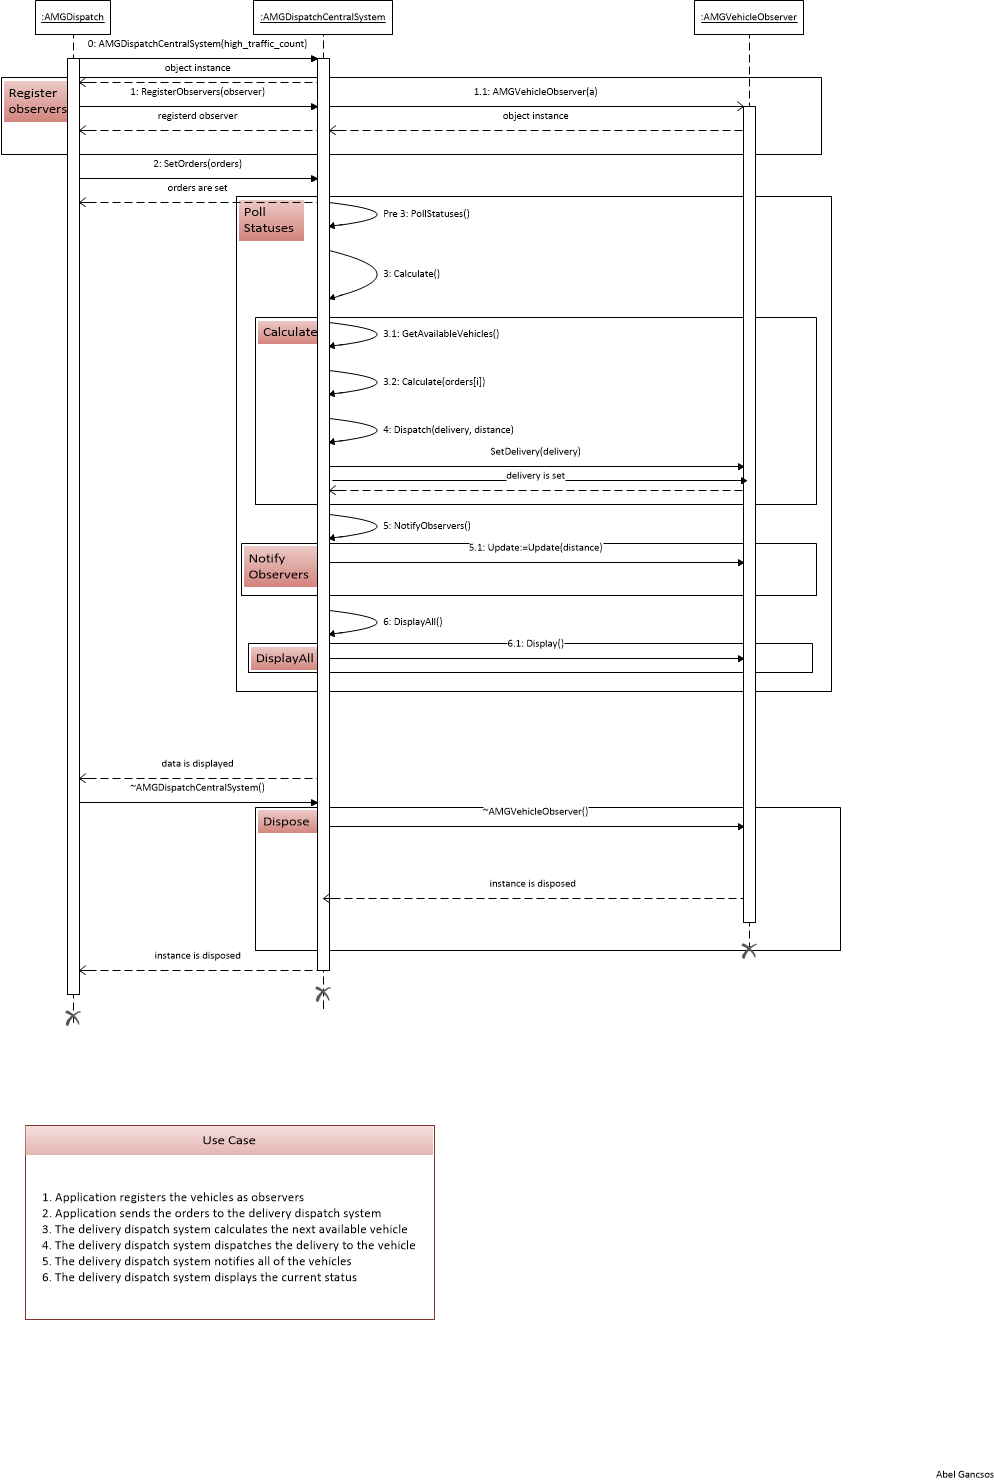 :AMGDispatch
:AMGDispatchCentralSystem
:AMGVehicleObserver
0: AMGDispatchCentralSystem(high_traffic_count)
object instance
Register
observers
1: RegisterObservers(observer)
1.1: AMGVehicleObserver(a)
registerd observer
object instance
2: SetOrders(orders)
orders are set
Poll
Statuses
Pre 3: PollStatuses()
3: Calculate()
Calculate
3.1: GetAvailableVehicles()
3.2: Calculate(orders[i])
4: Dispatch(delivery, distance)
SetDelivery(delivery)
delivery is set
5: NotifyObservers()
5.1: Update:=Update(distance)
Notify
Observers
6: DisplayAll()
6.1: Display()
DisplayAll
data is displayed
~AMGDispatchCentralSystem()
Dispose
~AMGVehicleObserver()
instance is disposed
instance is disposed
Use Case
1. Application registers the vehicles as observers
2. Application sends the orders to the delivery dispatch system
3. The delivery dispatch system calculates the next available vehicle
4. The delivery dispatch system dispatches the delivery to the vehicle
5. The delivery dispatch system notifies all of the vehicles
6. The delivery dispatch system displays the current status
Abel Gancsos